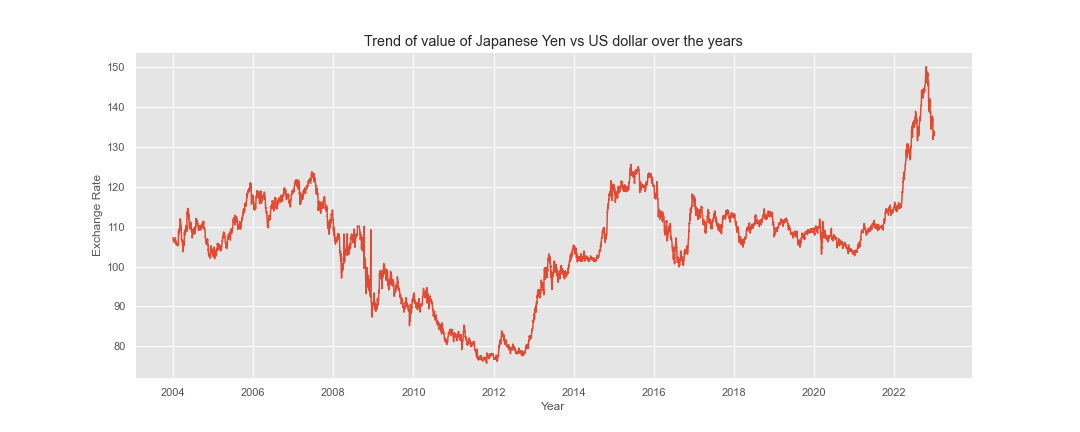 Trend of value of Japanese Yen vs US dollar over the years
150
140
130
120
110
100
90
80
Exchange Rate
2004 2006 2008 2010 2012 2014 2016 2018 2020 2022
Year